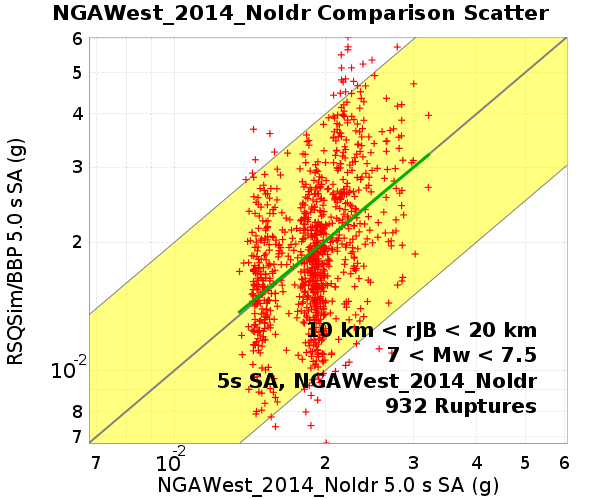 NGAWest_2014_NoIdr Comparison Scatter
RSQSim/BBP 5.0 s SA (g)
6
5
4
3
2
10-2
8
7
10 km < rJB < 20 km
7 < Mw < 7.5
5s SA, NGAWest_2014_NoIdr
932 Ruptures
7 10-2 2 3 4 5 6
NGAWest_2014_NoIdr 5.0 s SA (g)